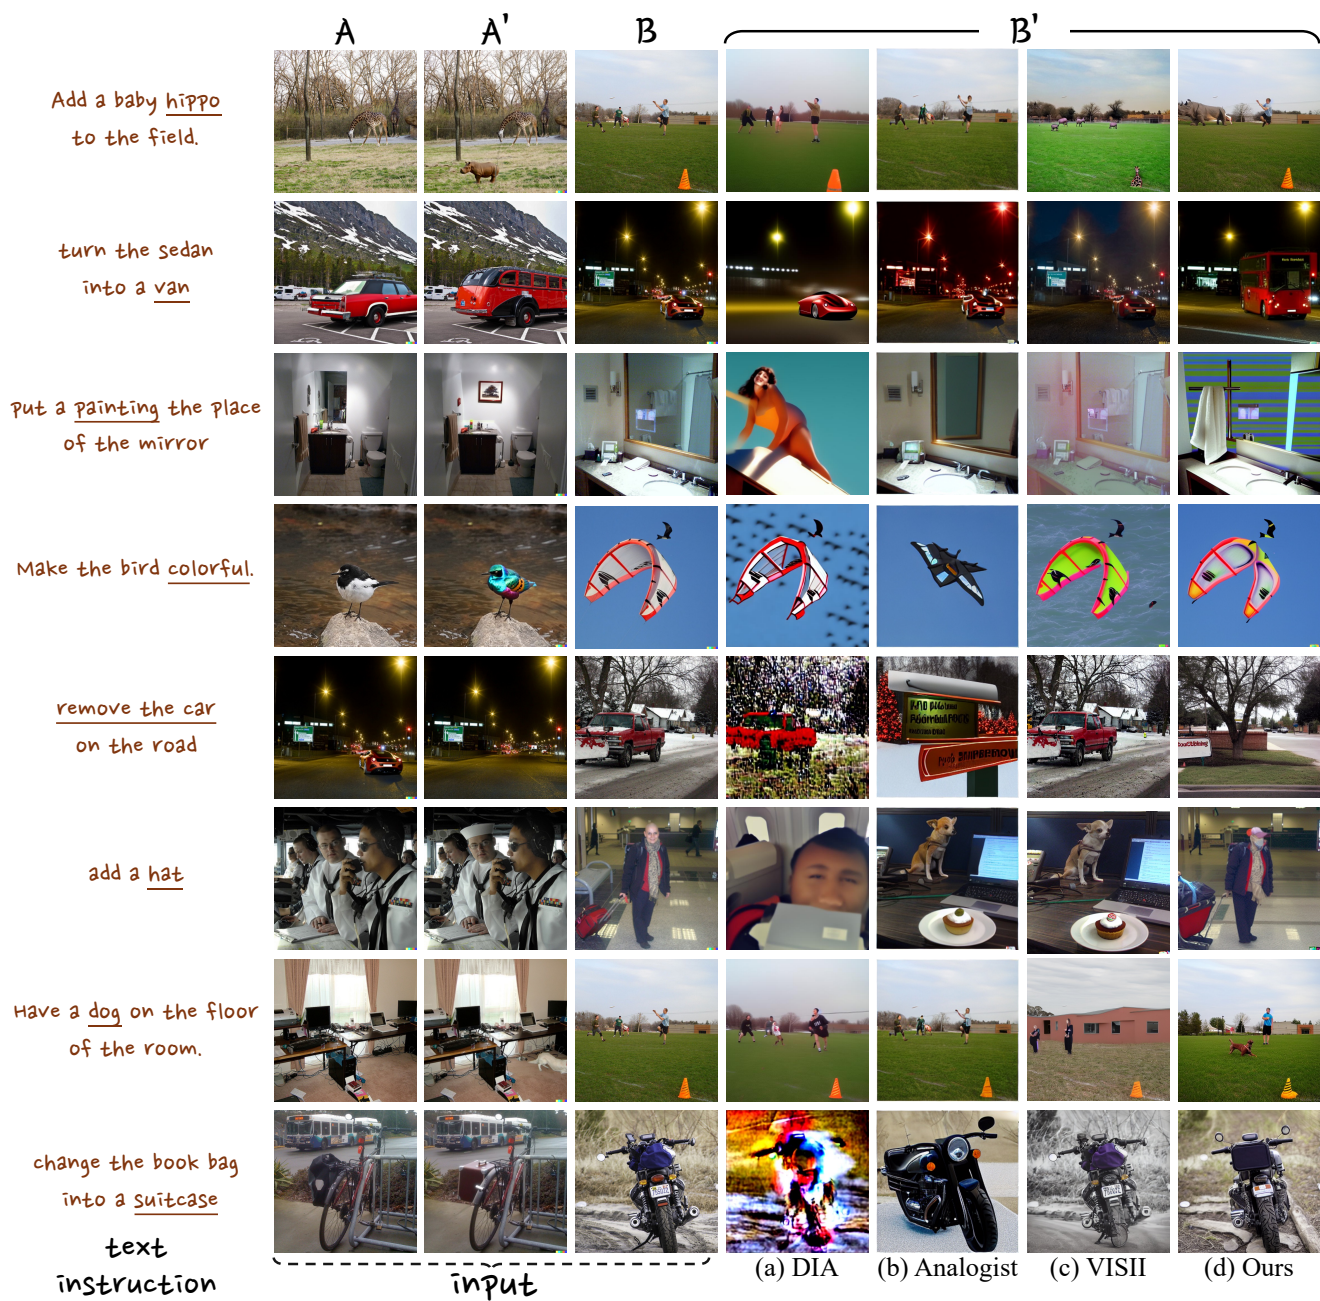 A A' B B'
Add a baby hippo
to the field.
turn the sedan
into a van
put a painting the place
of the mirror
Make the bird colorful.
remove the car
on the road
add a hat
Have a dog on the floor
of the room.
change the book bag
into a suitcase
text
instruction
input
(a) DIA (b) Analogist (c) VISII (d) Ours